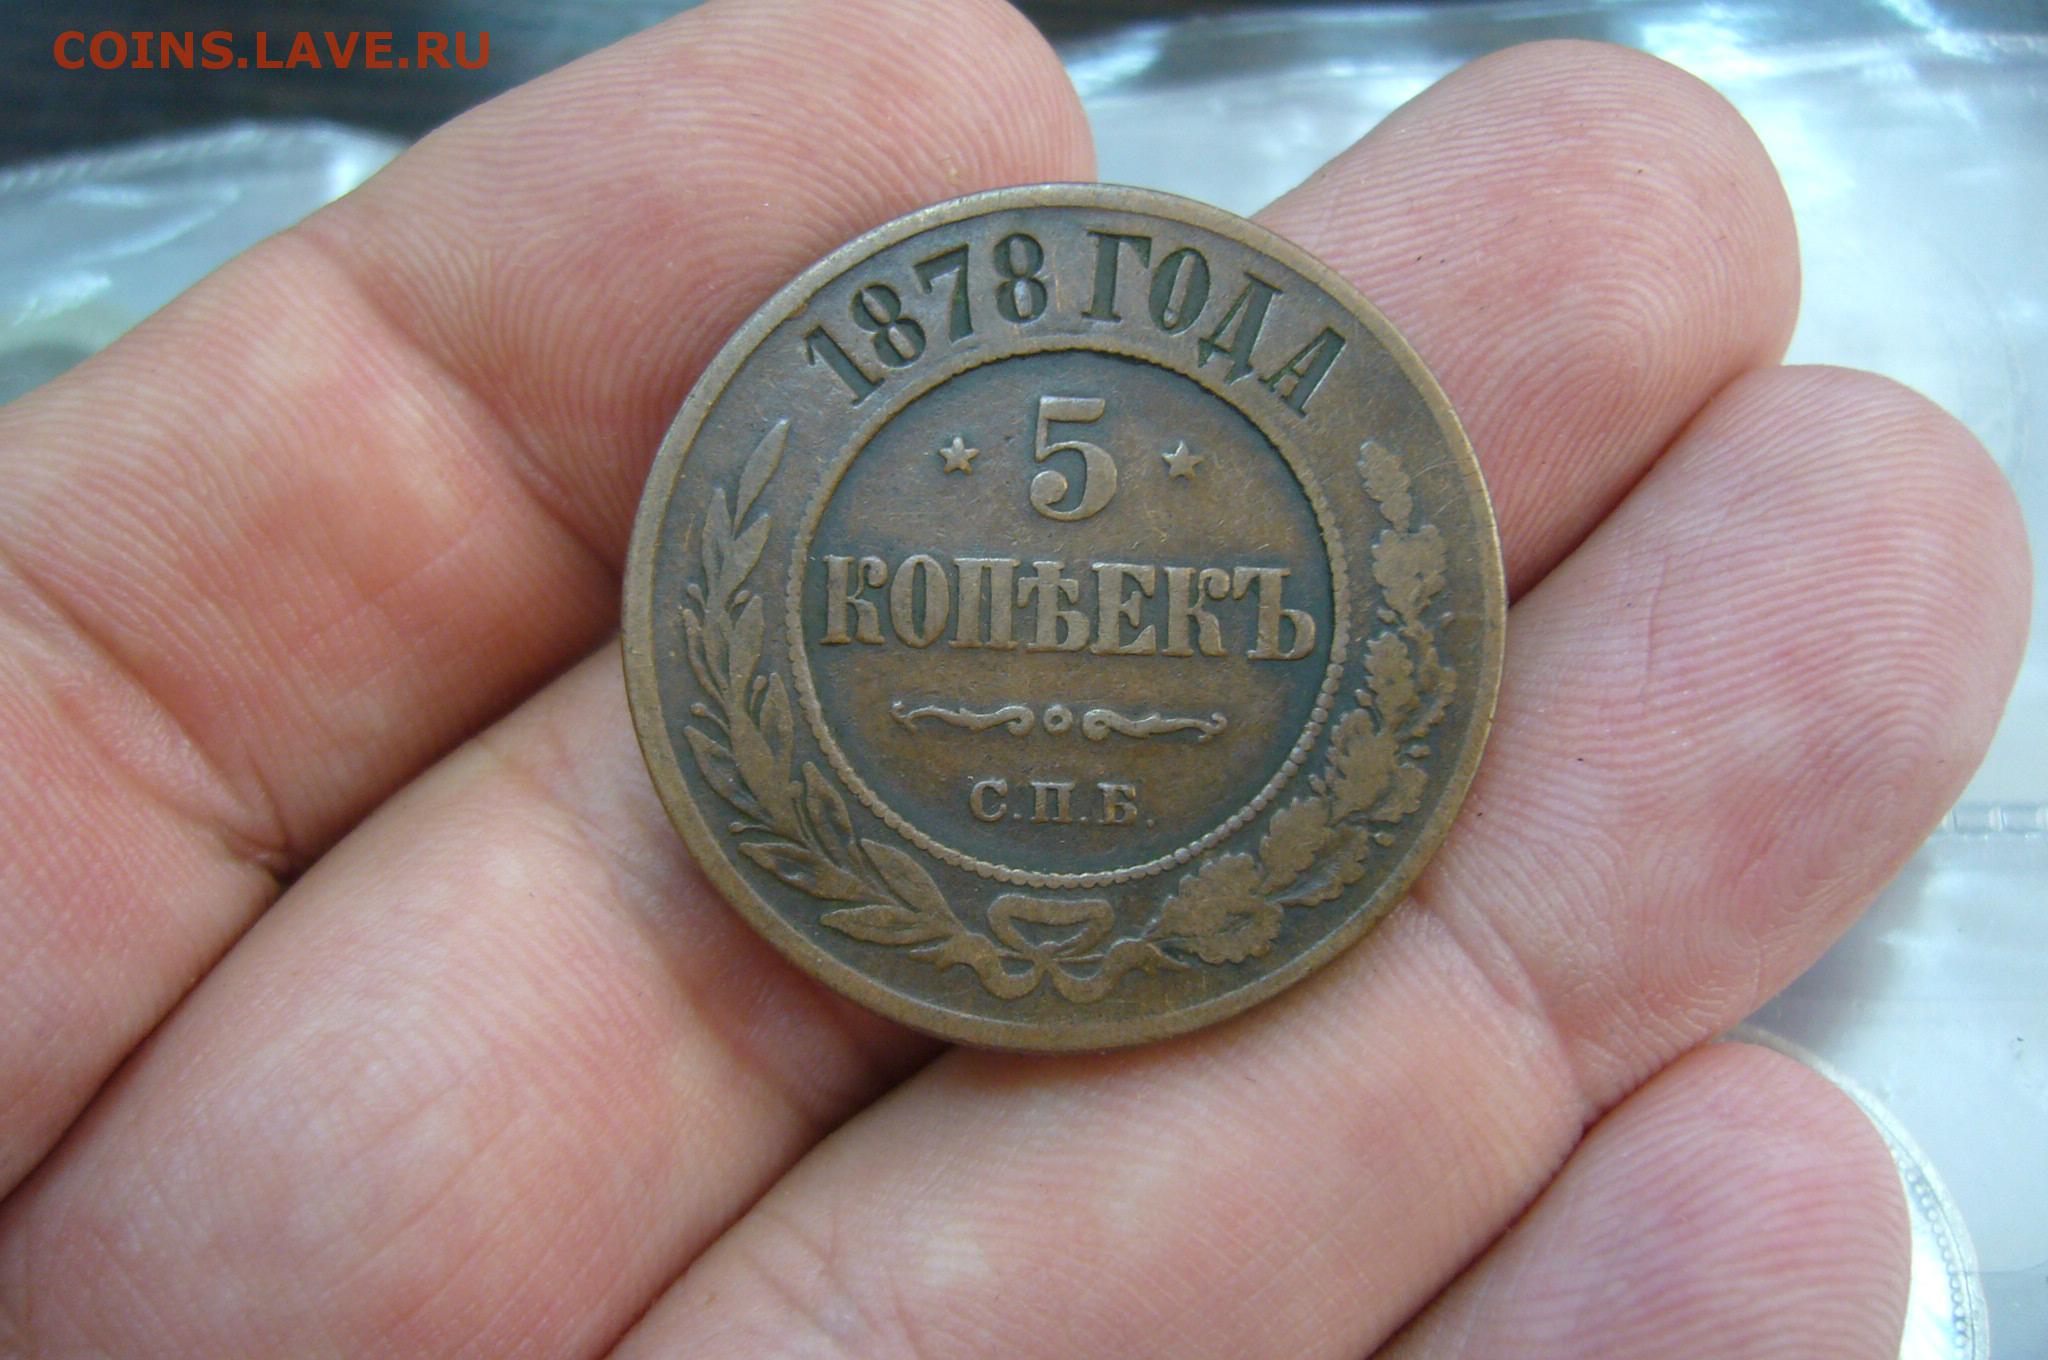 COINS.LAVE.RU
1878 ГОДА
5
КОПѢЕКЪ
С.П.Б.